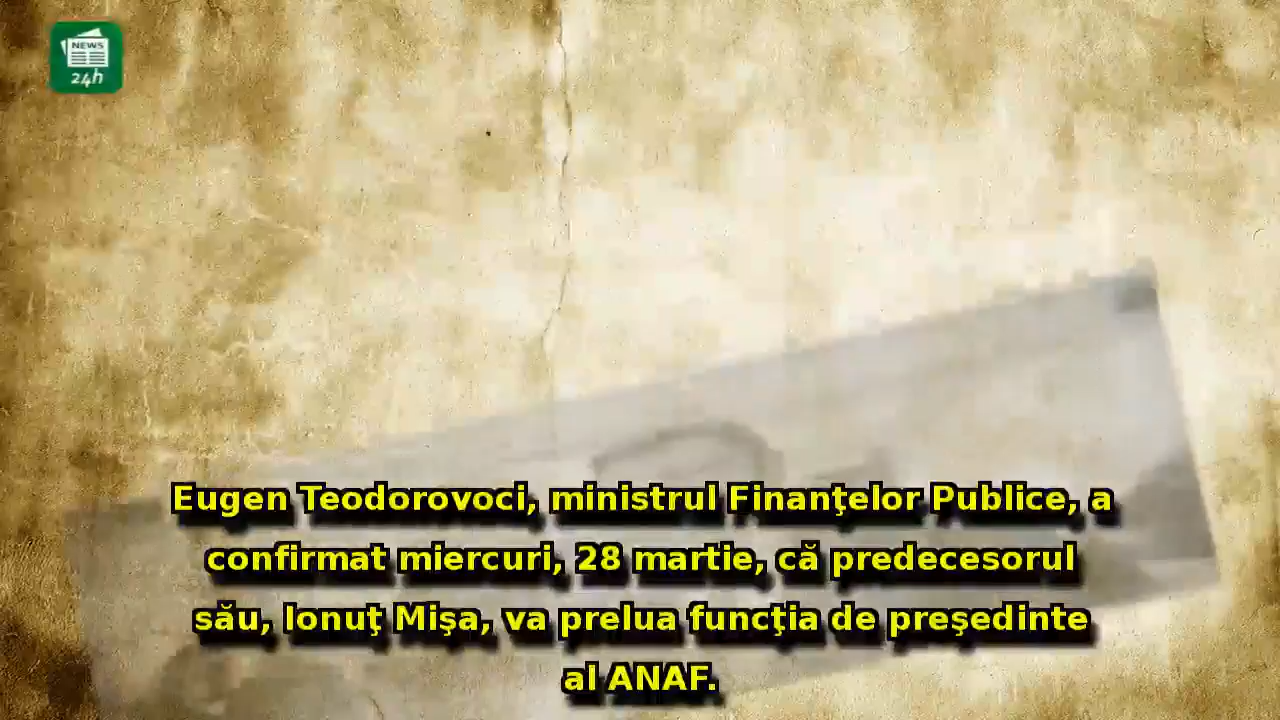 NEWS
24h
Eugen Teodorovoci, ministrul Finanţelor Publice, a
confirmat miercuri, 28 martie, că predecesorul
său, Ionuţ Mişa, va prelua funcţia de preşedinte
al ANAF.